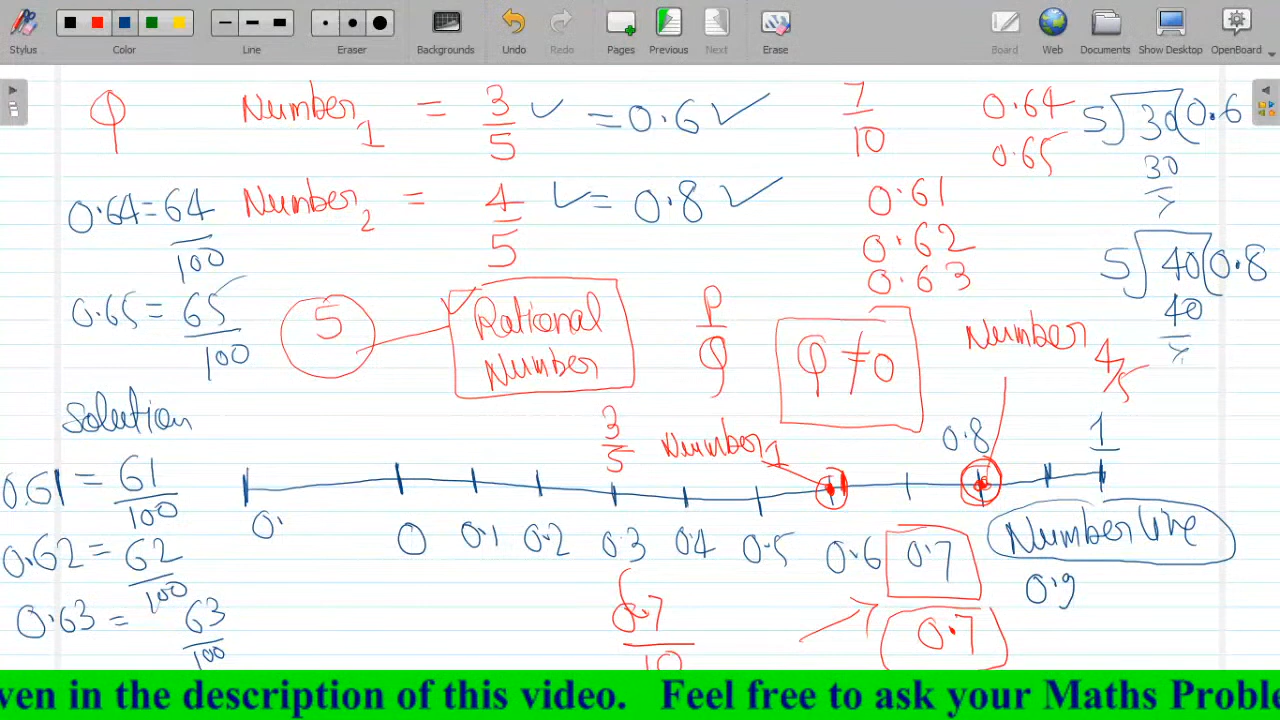 Stylus
Color
Line
Eraser
Backgrounds
Undo
Redo
Pages
Previous
Next
Erase
Board
Web
Documents
Show Desktop
OpenBoard
Q
Number1 = 3/5 ✓ = 0.6 ✓
7/10
0.64
0.65
5 ) 30 ( 0.6
30
0.64 = 64/100
Number2 = 4/5 ✓ = 0.8 ✓
0.61
0.62
0.63
5 ) 40 ( 0.8
40
0.65 = 65/100
5
Rational
Number
P/Q
Q ≠ 0
Number 4/5
Solution
3/5 Number1
0.8
1
0.61 = 61/100
0.62 = 62/100
0.63 = 63/100
0.
0 0.1 0.2 0.3 0.4 0.5 0.6 0.7
Number line
0.9
0.7
10
0.7
ven in the description of this video. Feel free to ask your Maths Proble